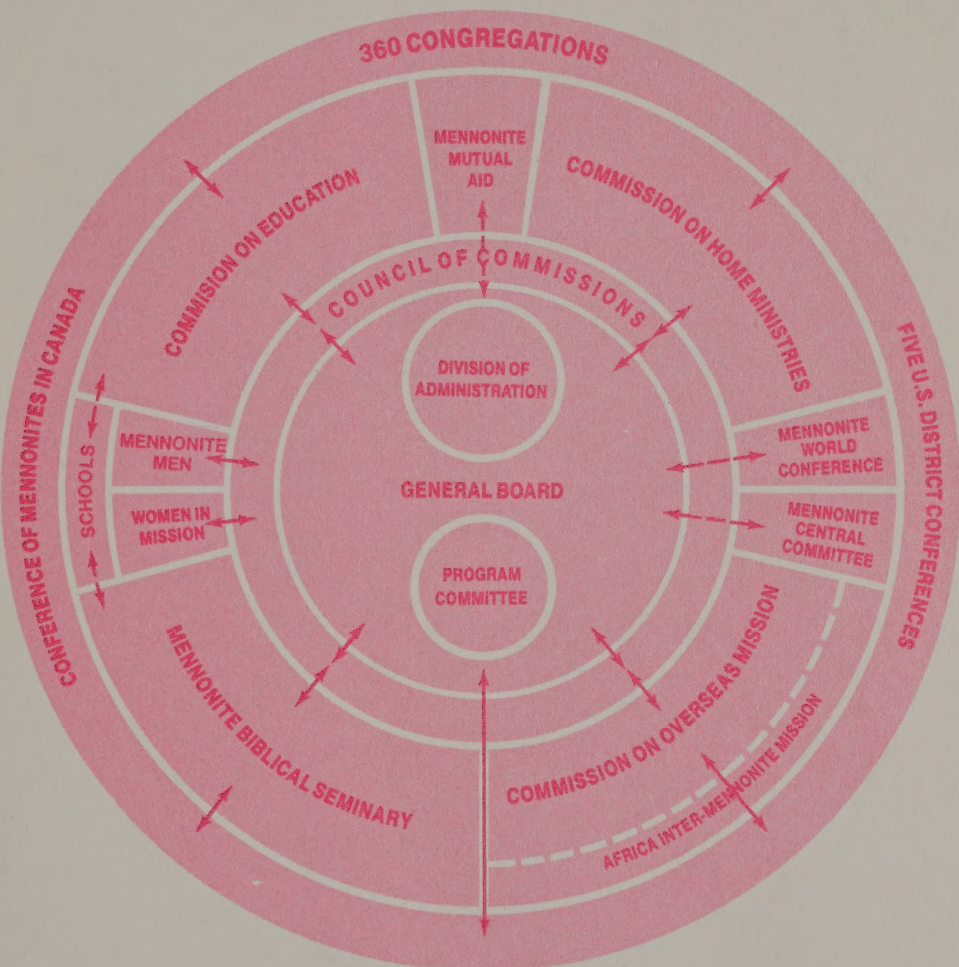 360 CONGREGATIONS
CONFERENCE OF MENNONITES IN CANADA
FIVE U.S. DISTRICT CONFERENCES
COMMISION ON EDUCATION
MENNONITE
MUTUAL
AID
COMMISSION ON HOME MINISTRIES
COUNCIL OF COMMISSIONS
DIVISION OF
ADMINISTRATION
SCHOOLS
MENNONITE
MEN
WOMEN IN
MISSION
GENERAL BOARD
MENNONITE
WORLD
CONFERENCE
MENNONITE
CENTRAL
COMMITTEE
PROGRAM
COMMITTEE
MENNONITE BIBLICAL SEMINARY
COMMISSION ON OVERSEAS MISSION
AFRICA INTER-MENNONITE MISSION